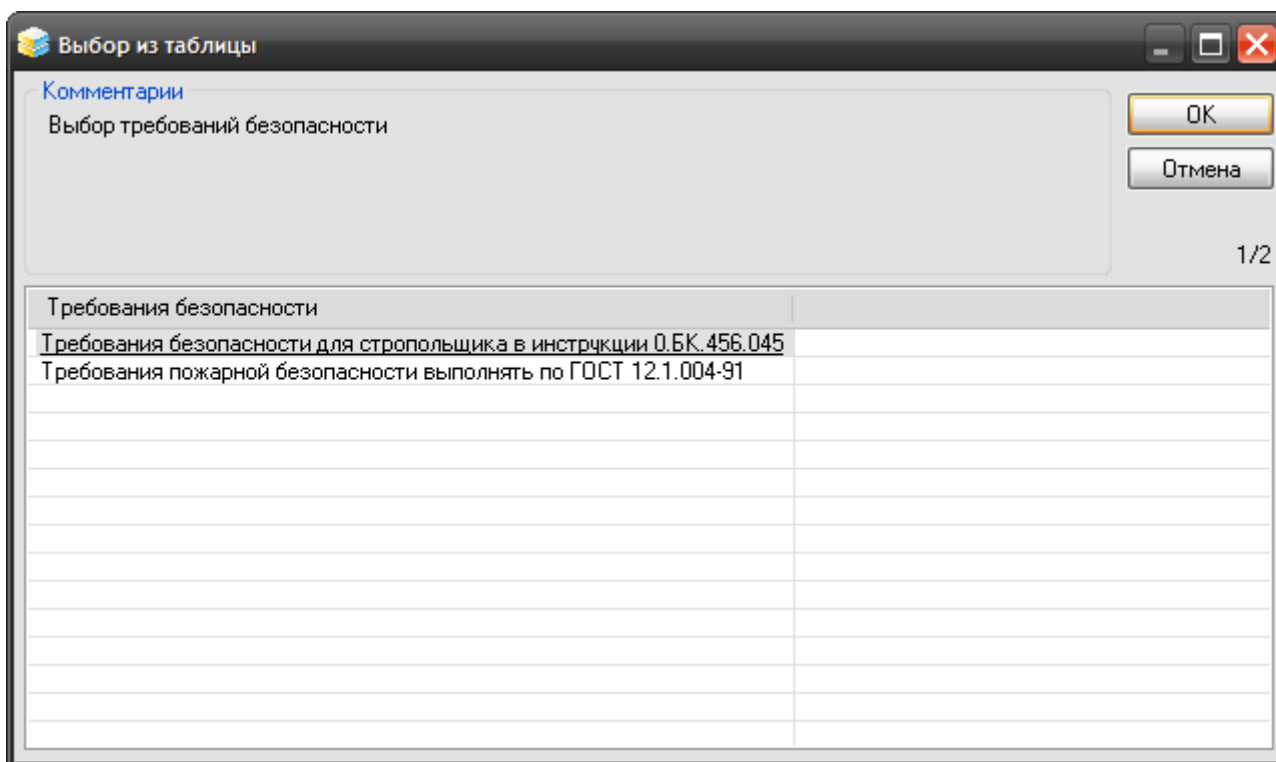 Выбор из таблицы
Комментарии
Выбор требований безопасности
OK
Отмена
1/2
Требования безопасности
Требования безопасности для стропольщика в инструкции 0.БК.456.045
Требования пожарной безопасности выполнять по ГОСТ 12.1.004-91